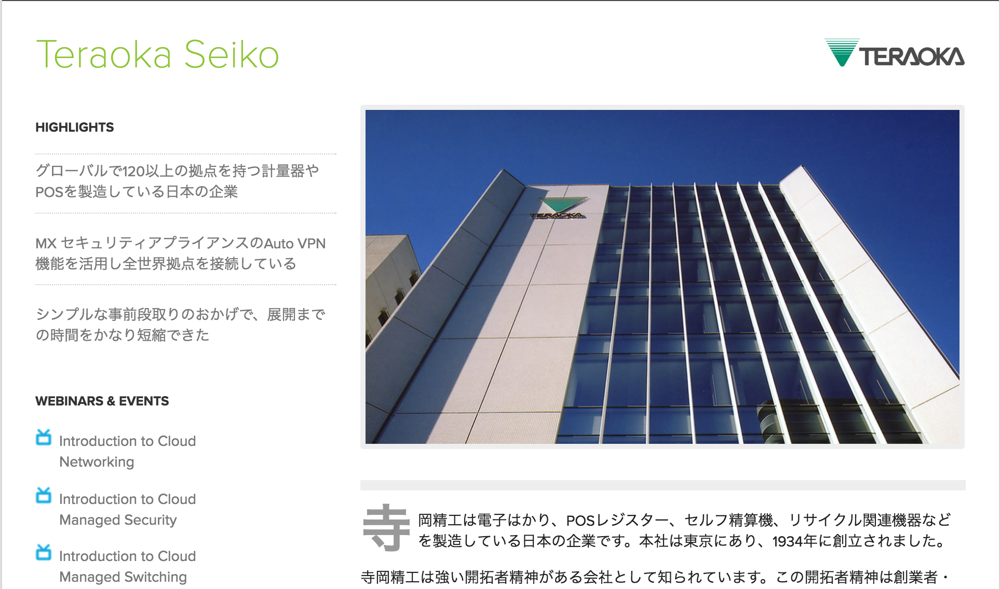 Teraoka Seiko
TERAOKA
HIGHLIGHTS
グローバルで120以上の拠点を持つ計量器や
POSを製造している日本の企業
MX セキュリティアプライアンスのAuto VPN
機能を活用し全世界拠点を接続している
シンプルな事前段取りのおかげで、展開まで
の時間をかなり短縮できた
WEBINARS & EVENTS
Introduction to Cloud
Networking
Introduction to Cloud
Managed Security
Introduction to Cloud
Managed Switching
TERAOKA
寺岡精工は電子はかり、POSレジスター、セルフ精算機、リサイクル関連機器など
を製造している日本の企業です。本社は東京にあり、1934年に創立されました。
寺岡精工は強い開拓者精神がある会社として知られています。この開拓者精神は創業者・